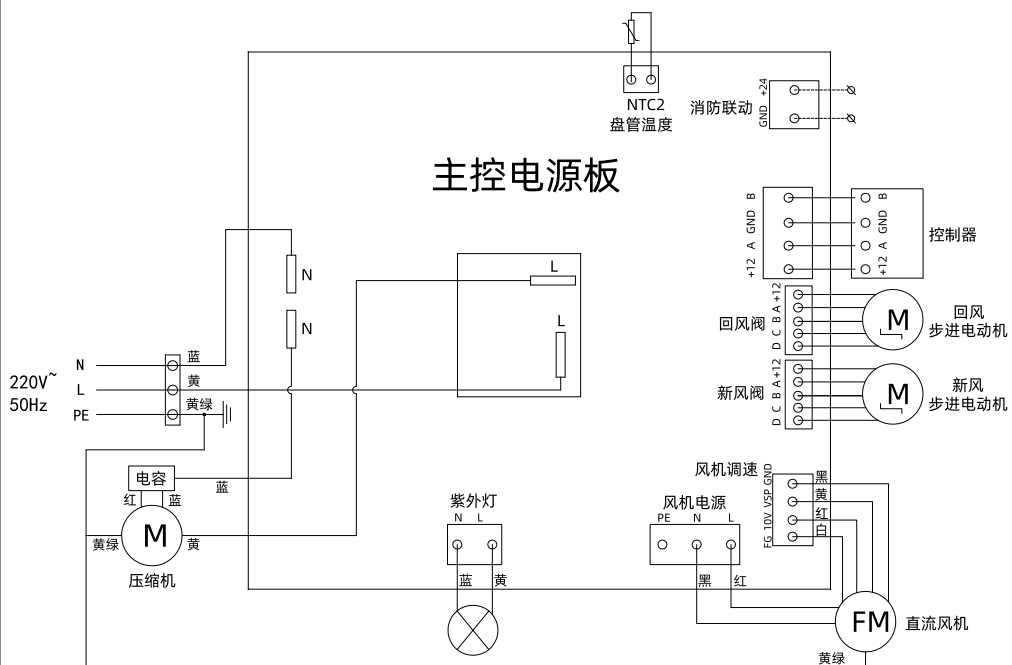 NTC2
盘管温度
消防联动
+24
GND
主控电源板
B
GND
A
+12
B
GND
A
+12
控制器
N
N
L
L
回风阀
+12
A
B
C
D
M
回风
步进电动机
新风阀
+12
A
B
C
D
M
新风
步进电动机
220V~
50Hz
N
L
PE
蓝
黄
黄绿
电容
红
蓝
蓝
M
黄绿
黄
压缩机
紫外灯
N L
蓝 黄
风机电源
PE N L
黑 红
风机调速
GND
VSP
10V
FG
黑
黄
红
白
FM
直流风机
黄绿